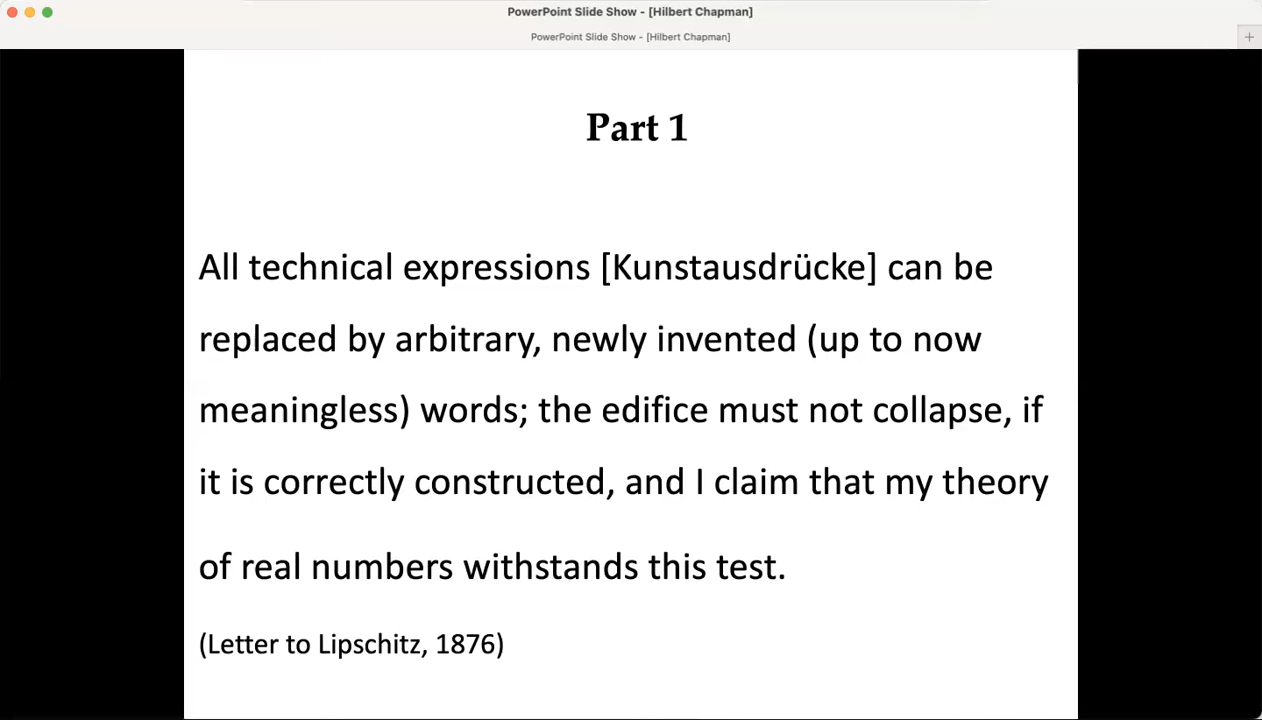 PowerPoint Slide Show - [Hilbert Chapman]
PowerPoint Slide Show - [Hilbert Chapman]
Part 1
All technical expressions [Kunstausdrücke] can be
replaced by arbitrary, newly invented (up to now
meaningless) words; the edifice must not collapse, if
it is correctly constructed, and I claim that my theory
of real numbers withstands this test.
(Letter to Lipschitz, 1876)